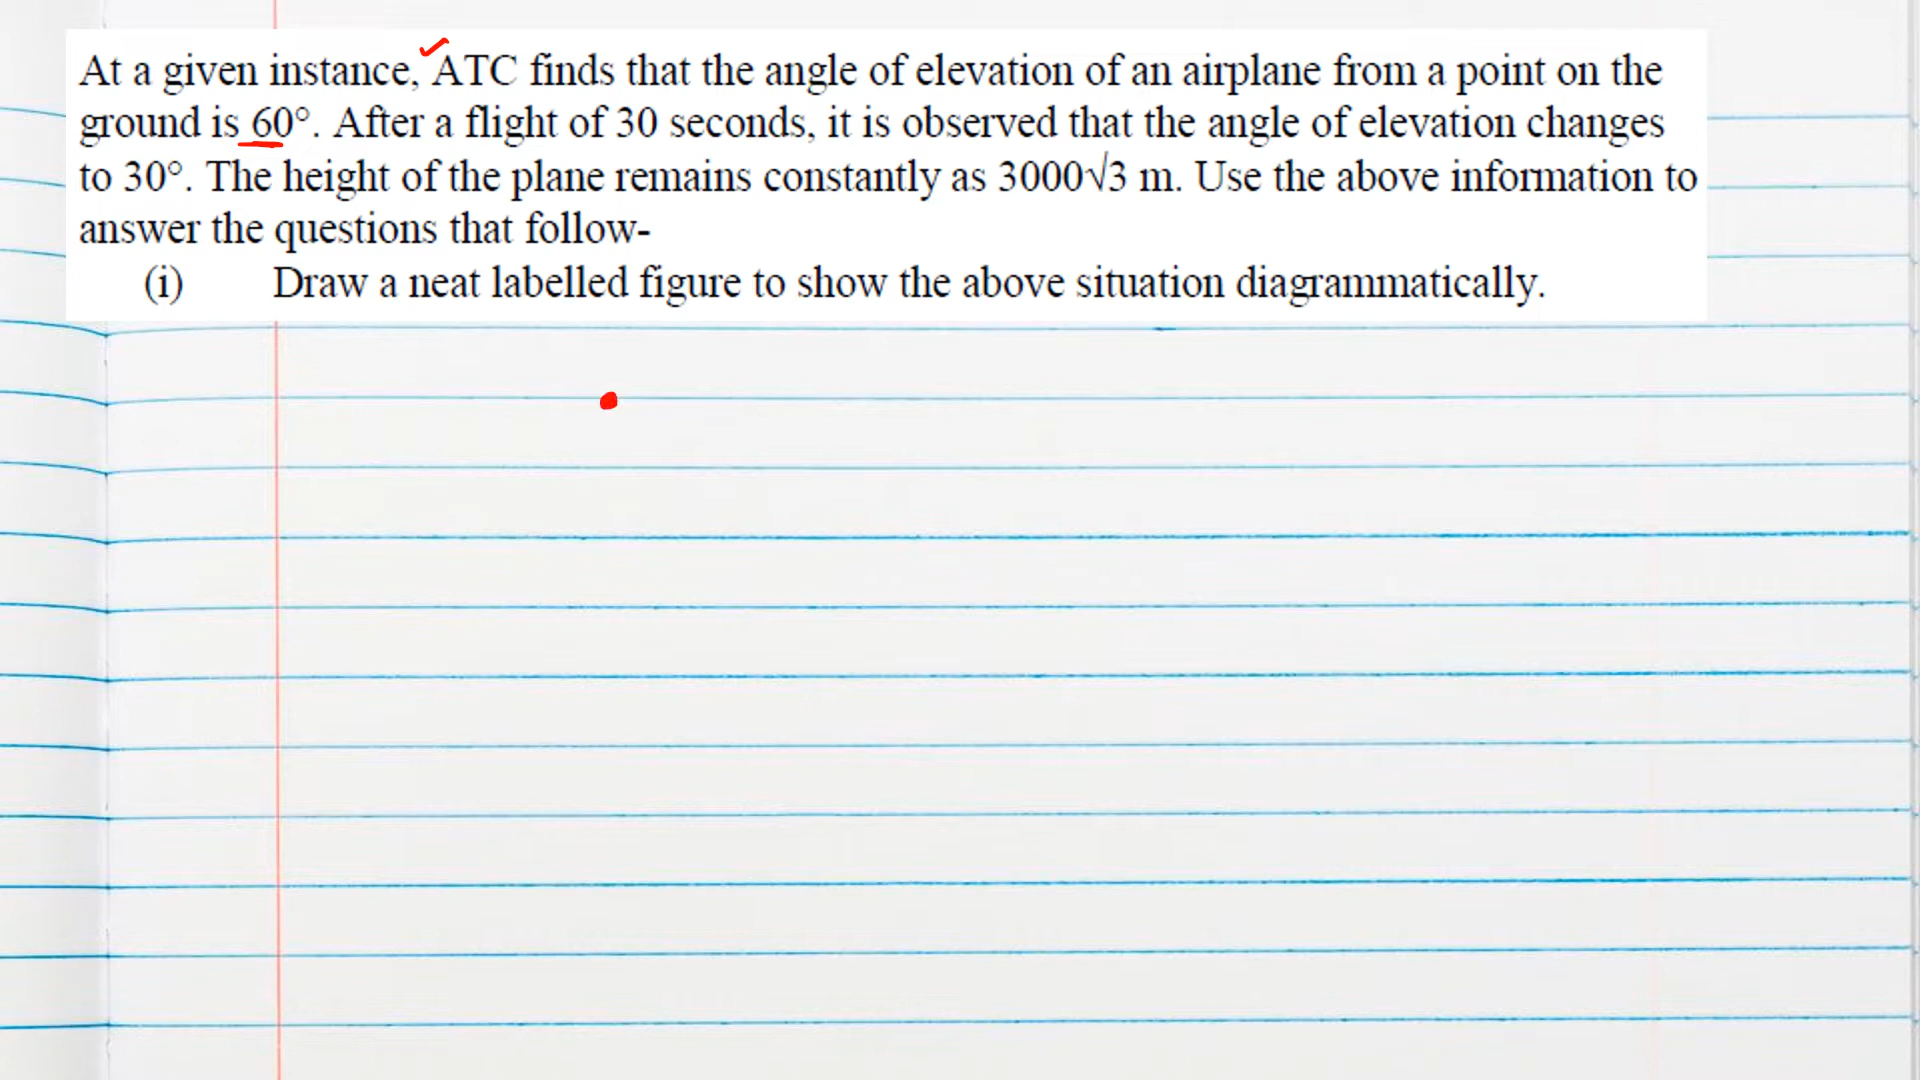 At a given instance, ATC finds that the angle of elevation of an airplane from a point on the
ground is 60°. After a flight of 30 seconds, it is observed that the angle of elevation changes
to 30°. The height of the plane remains constantly as 3000√3 m. Use the above information to
answer the questions that follow-
(i) Draw a neat labelled figure to show the above situation diagrammatically.